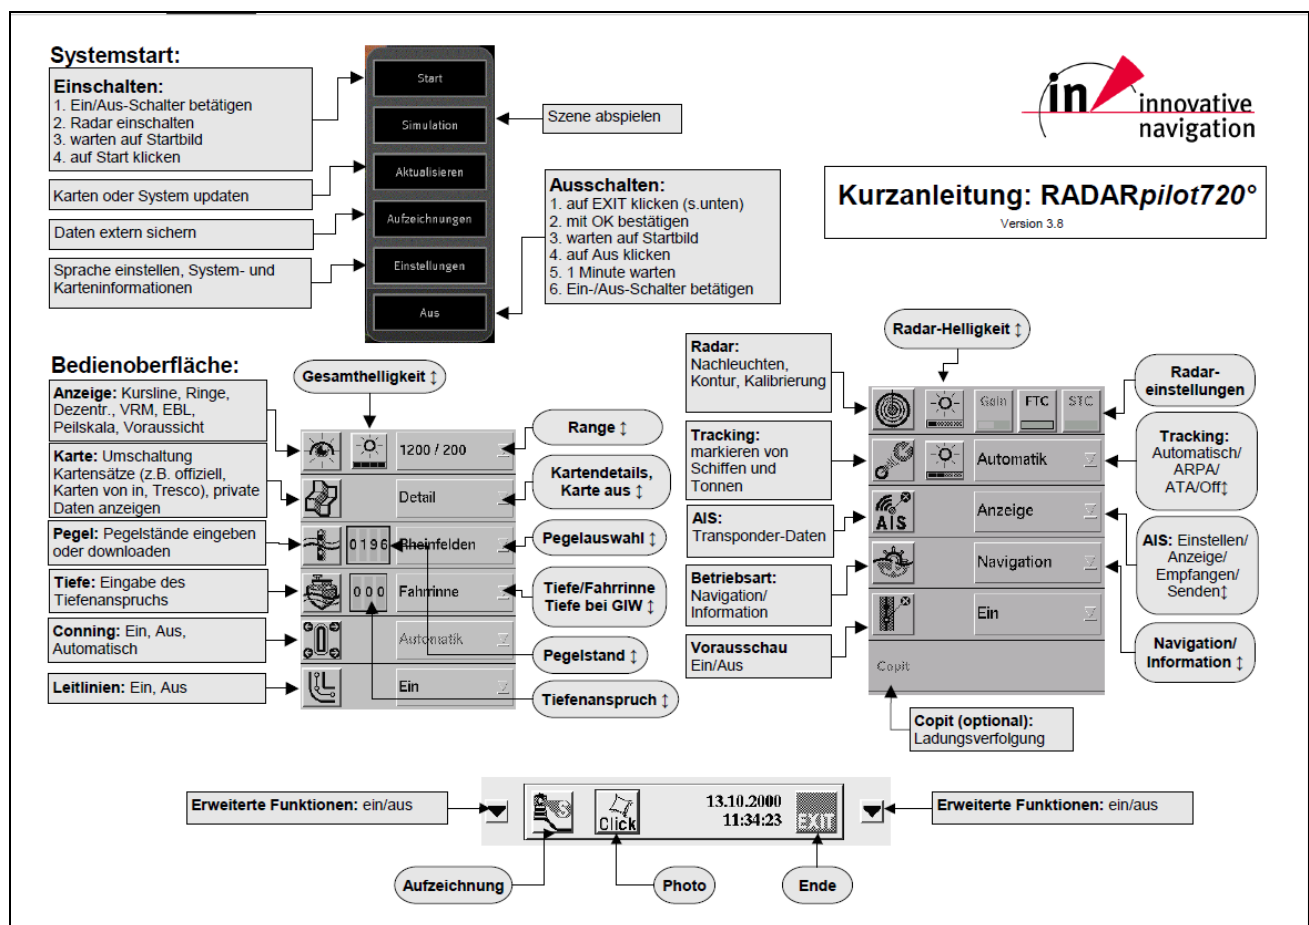 Systemstart:
Einschalten:
1. Ein/Aus-Schalter betätigen
2. Radar einschalten
3. warten auf Startbild
4. auf Start klicken
Karten oder System updaten
Daten extern sichern
Sprache einstellen, System- und
Karteninformationen
Start
Simulation
Aktualisieren
Aufzeichnungen
Einstellungen
Aus
Szene abspielen
Ausschalten:
1. auf EXIT klicken (s.unten)
2. mit OK bestätigen
3. warten auf Startbild
4. auf Aus klicken
5. 1 Minute warten
6. Ein-/Aus-Schalter betätigen
in
innovative
navigation
Kurzanleitung: RADARpilot720°
Version 3.8
Bedienoberfläche:
Anzeige: Kursline, Ringe,
Dezentr., VRM, EBL,
Peilskala, Voraussicht
Karte: Umschaltung
Kartensätze (z.B. offiziell,
Karten von in, Tresco), private
Daten anzeigen
Pegel: Pegelstände eingeben
oder downloaden
Tiefe: Eingabe des
Tiefenanspruchs
Conning: Ein, Aus,
Automatisch
Leitlinien: Ein, Aus
Gesamthelligkeit ↕
1200 / 200
Detail
0196 Rheinfelden
000 Fahrrinne
Automatik
Ein
Range ↕
Kartendetails,
Karte aus ↕
Pegelauswahl ↕
Tiefe/Fahrrinne
Tiefe bei GIW ↕
Pegelstand ↕
Tiefenanspruch ↕
Radar:
Nachleuchten,
Kontur, Kalibrierung
Tracking:
markieren von
Schiffen und
Tonnen
AIS:
Transponder-Daten
Betriebsart:
Navigation/
Information
Vorausschau
Ein/Aus
Radar-Helligkeit ↕
Gain FTC STC
Automatik
AIS Anzeige
Navigation
Ein
Copit
Radar-
einstellungen
Tracking:
Automatisch/
ARPA/
ATA/Off↕
AIS: Einstellen/
Anzeige/
Empfangen/
Senden↕
Navigation/
Information ↕
Copit (optional):
Ladungsverfolgung
Erweiterte Funktionen: ein/aus
Click
13.10.2000
11:34:23
EXIT
Erweiterte Funktionen: ein/aus
Aufzeichnung
Photo
Ende